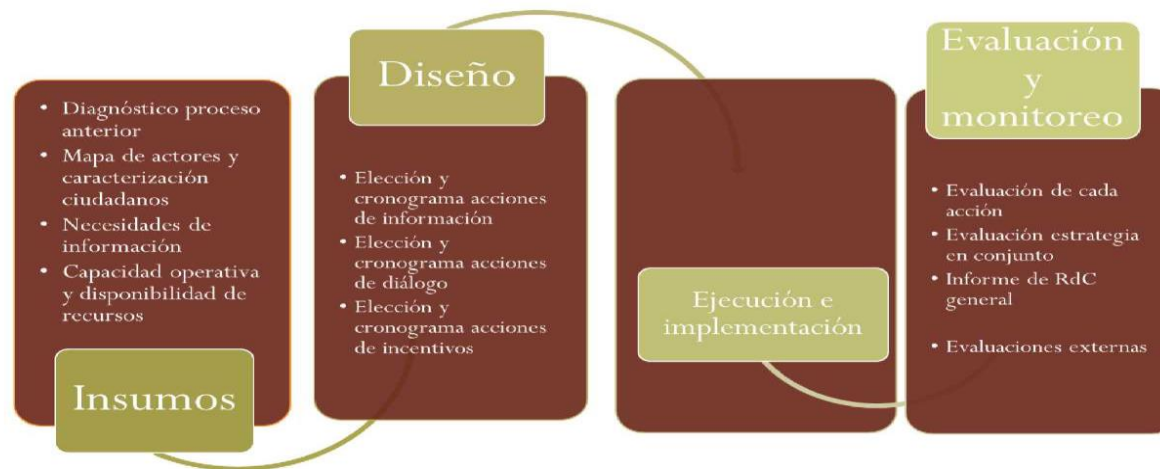 • Diagnóstico proceso
anterior
• Mapa de actores y
caracterización
ciudadanos
• Necesidades de
información
• Capacidad operativa
y disponibilidad de
recursos
Insumos
Diseño
• Elección y
cronograma acciones
de información
• Elección y
cronograma acciones
de diálogo
• Elección y
cronograma acciones
de incentivos
Ejecución e
implementación
Evaluación
y
monitoreo
• Evaluación de cada
acción
• Evaluación estrategia
en conjunto
• Informe de RdC
general
• Evaluaciones externas